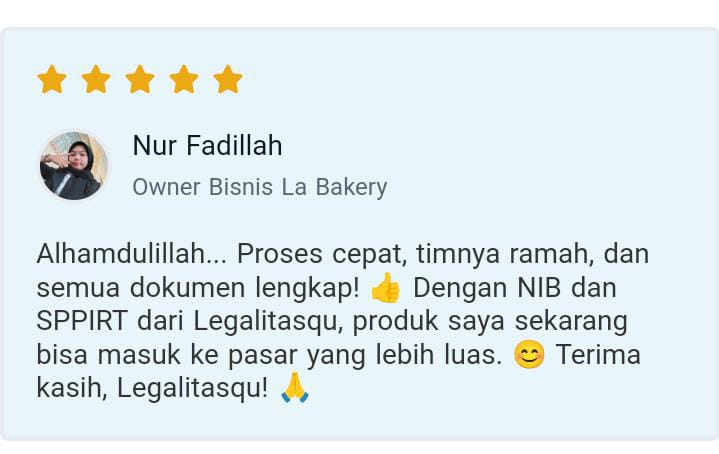 Nur Fadillah
Owner Bisnis La Bakery
Alhamdulillah... Proses cepat, timnya ramah, dan
semua dokumen lengkap! 👍 Dengan NIB dan
SPPIRT dari Legalitasqu, produk saya sekarang
bisa masuk ke pasar yang lebih luas. 😊 Terima
kasih, Legalitasqu! 🙏